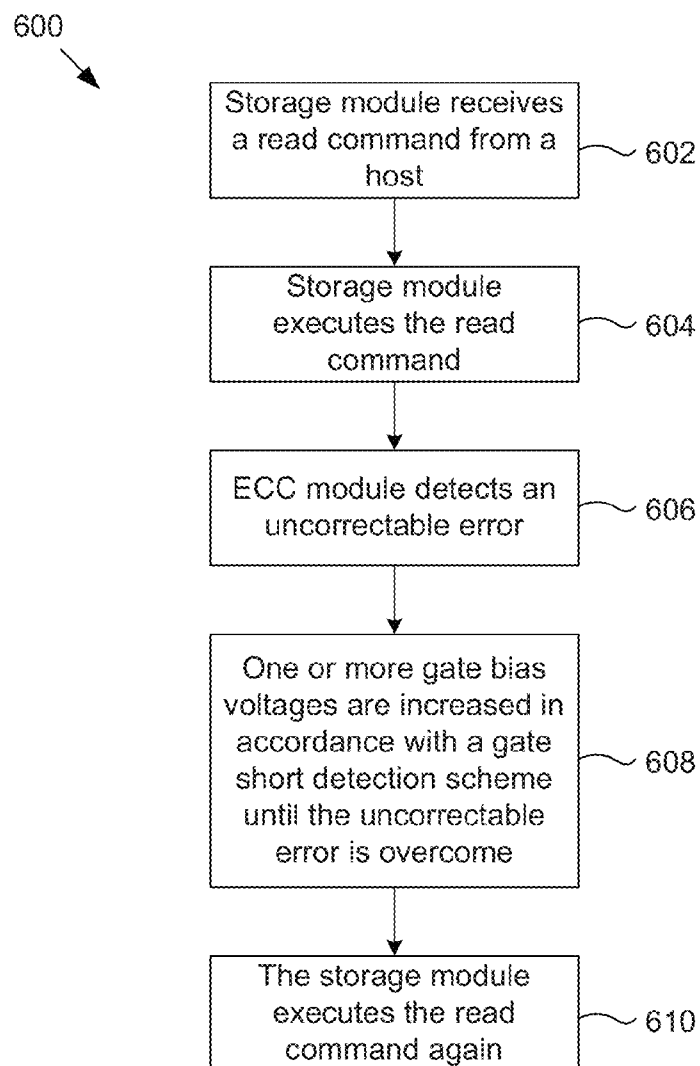 600
Storage module receives
a read command from a
host
602
Storage module
executes the read
command
604
ECC module detects an
uncorrectable error
606
One or more gate bias
voltages are increased in
accordance with a gate
short detection scheme
until the uncorrectable
error is overcome
608
The storage module
executes the read
command again
610